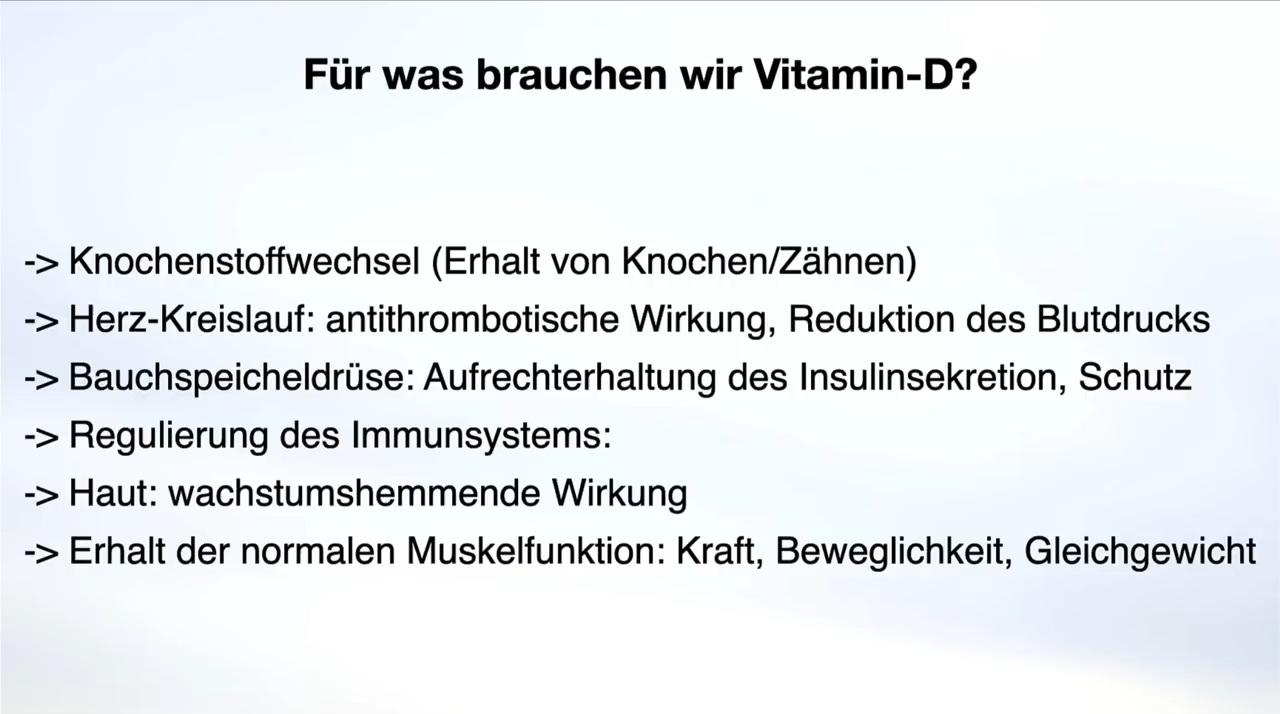 Für was brauchen wir Vitamin-D?
-> Knochenstoffwechsel (Erhalt von Knochen/Zähnen)
-> Herz-Kreislauf: antithrombotische Wirkung, Reduktion des Blutdrucks
-> Bauchspeicheldrüse: Aufrechterhaltung des Insulinsekretion, Schutz
-> Regulierung des Immunsystems:
-> Haut: wachstumshemmende Wirkung
-> Erhalt der normalen Muskelfunktion: Kraft, Beweglichkeit, Gleichgewicht